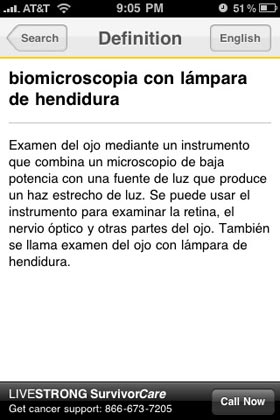 AT&T 9:05 PM 51%
Search Definition English
biomicroscopia con lámpara
de hendidura
Examen del ojo mediante un instrumento
que combina un microscopio de baja
potencia con una fuente de luz que produce
un haz estrecho de luz. Se puede usar el
instrumento para examinar la retina, el
nervio óptico y otras partes del ojo. También
se llama examen del ojo con lámpara de
hendidura.
LIVESTRONG SurvivorCare
Get cancer support: 866-673-7205
Call Now